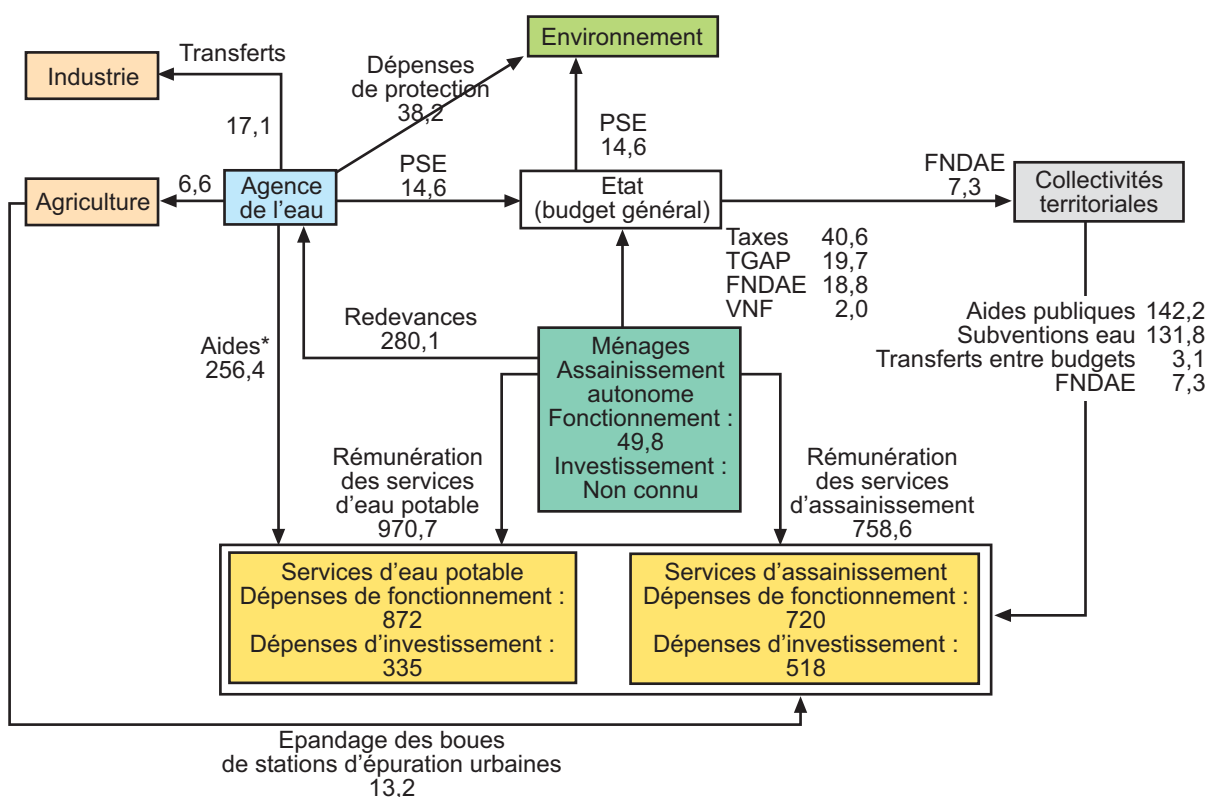 Environnement
Transferts
Industrie
Dépenses
de protection
38,2
17,1
PSE
14,6
FNDAE
7,3
PSE
14,6
6,6
Agriculture
Agence
de l'eau
Etat
(budget général)
Collectivités
territoriales
Taxes 40,6
TGAP 19,7
FNDAE 18,8
VNF 2,0
Redevances
280,1
Aides*
256,4
Ménages
Assainissement
autonome
Fonctionnement :
49,8
Investissement :
Non connu
Aides publiques 142,2
Subventions eau 131,8
Transferts entre budgets 3,1
FNDAE 7,3
Rémunération
des services
d'eau potable
970,7
Rémunération
des services
d'assainissement
758,6
Services d'eau potable
Dépenses de fonctionnement :
872
Dépenses d'investissement :
335
Services d'assainissement
Dépenses de fonctionnement :
720
Dépenses d'investissement :
518
Epandage des boues
de stations d'épuration urbaines
13,2